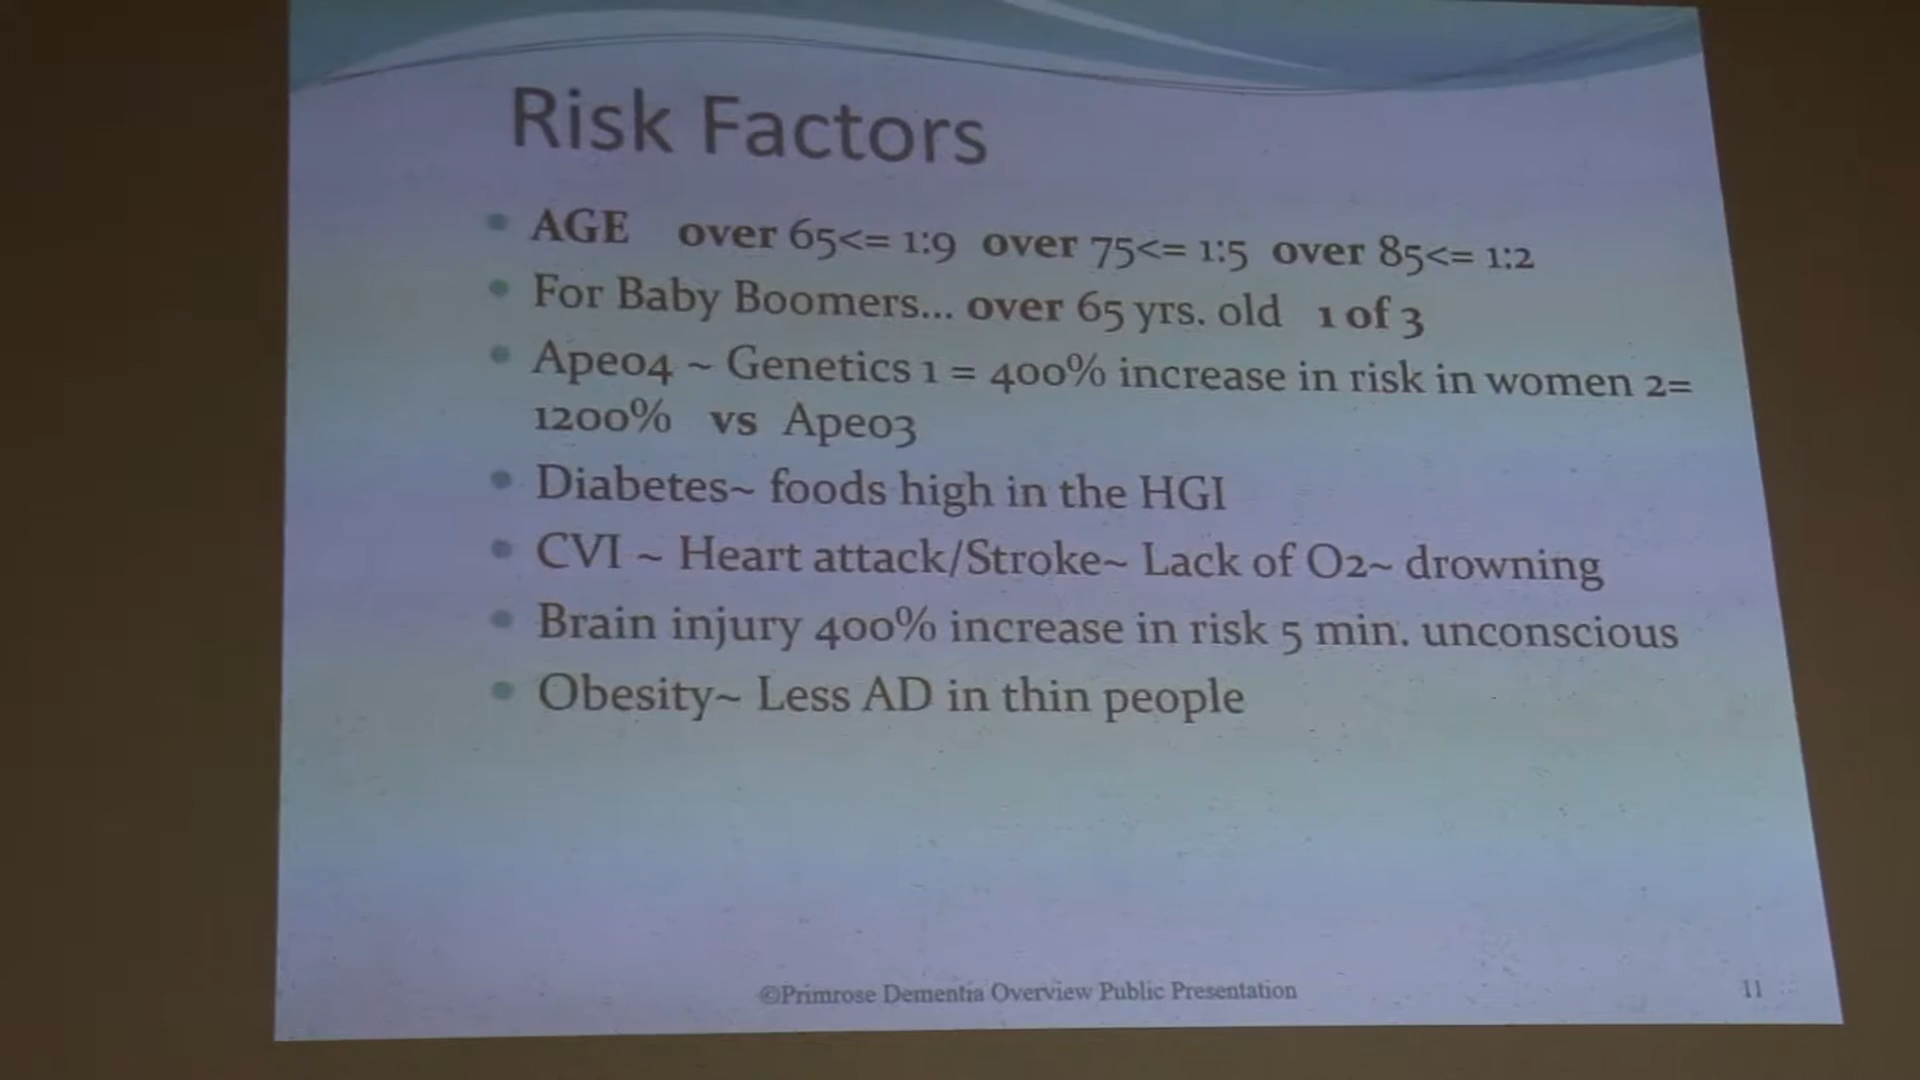 Risk Factors
AGE over 65<= 1:9 over 75<= 1:5 over 85<= 1:2
For Baby Boomers... over 65 yrs. old 1 of 3
Apeo4 ~ Genetics 1 = 400% increase in risk in women 2=
1200% vs Apeo3
Diabetes~ foods high in the HGI
CVI ~ Heart attack/Stroke~ Lack of O2~ drowning
Brain injury 400% increase in risk 5 min. unconscious
Obesity~ Less AD in thin people
©Primrose Dementia Overview Public Presentation
11